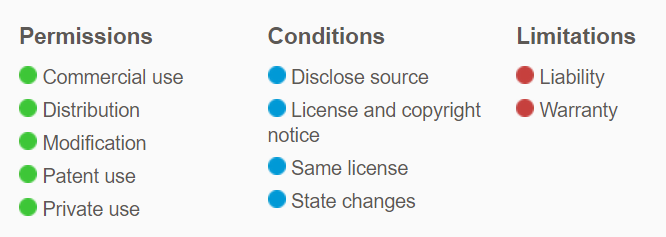 Permissions
Commercial use
Distribution
Modification
Patent use
Private use
Conditions
Disclose source
License and copyright
notice
Same license
State changes
Limitations
Liability
Warranty